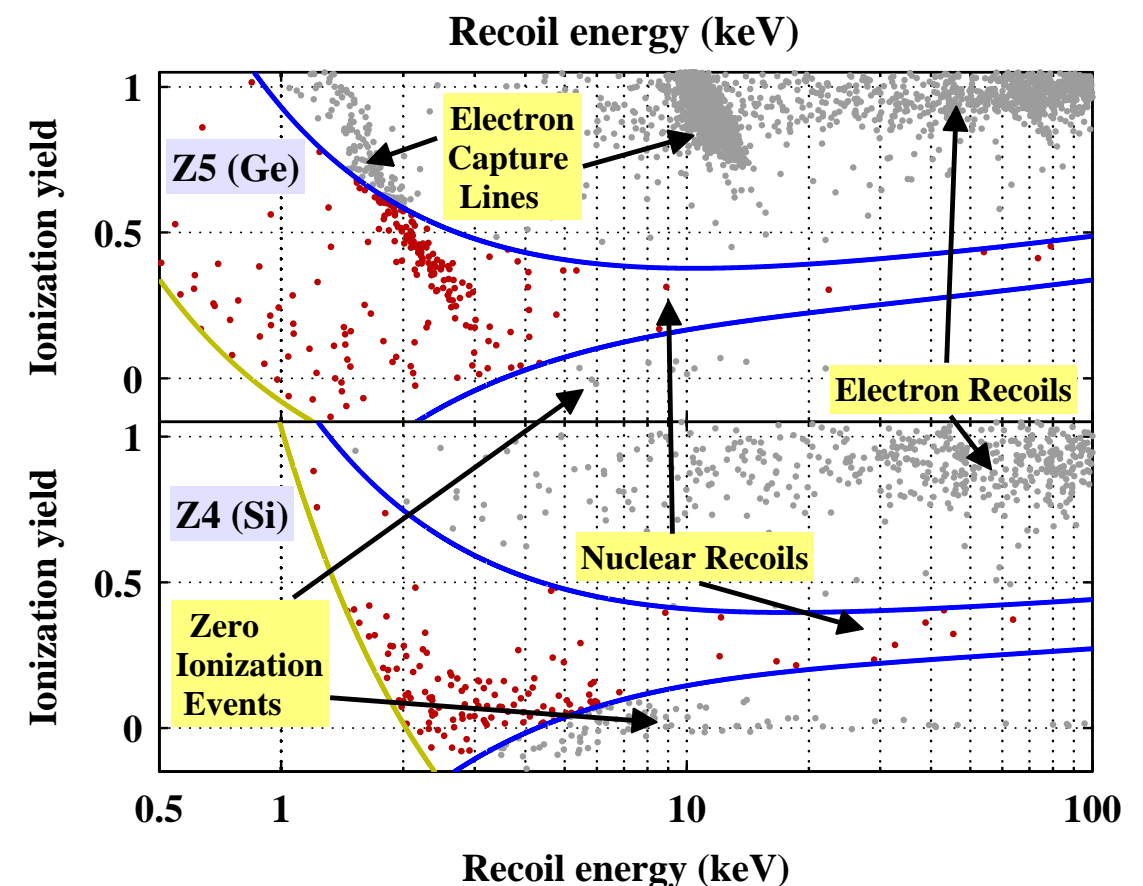 Recoil energy (keV)
Ionization yield
1
0.5
0
Z5 (Ge)
Electron
Capture
Lines
Electron Recoils
Ionization yield
1
0.5
0
Z4 (Si)
Nuclear Recoils
Zero
Ionization
Events
0.5 1 10 100
Recoil energy (keV)